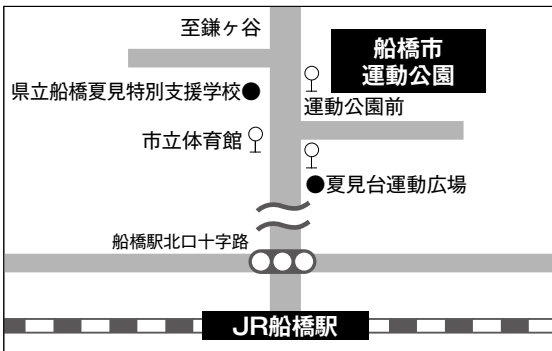 至鎌ヶ谷
船橋市
運動公園
県立船橋夏見特別支援学校
運動公園前
市立体育館
夏見台運動広場
船橋駅北口十字路
JR船橋駅